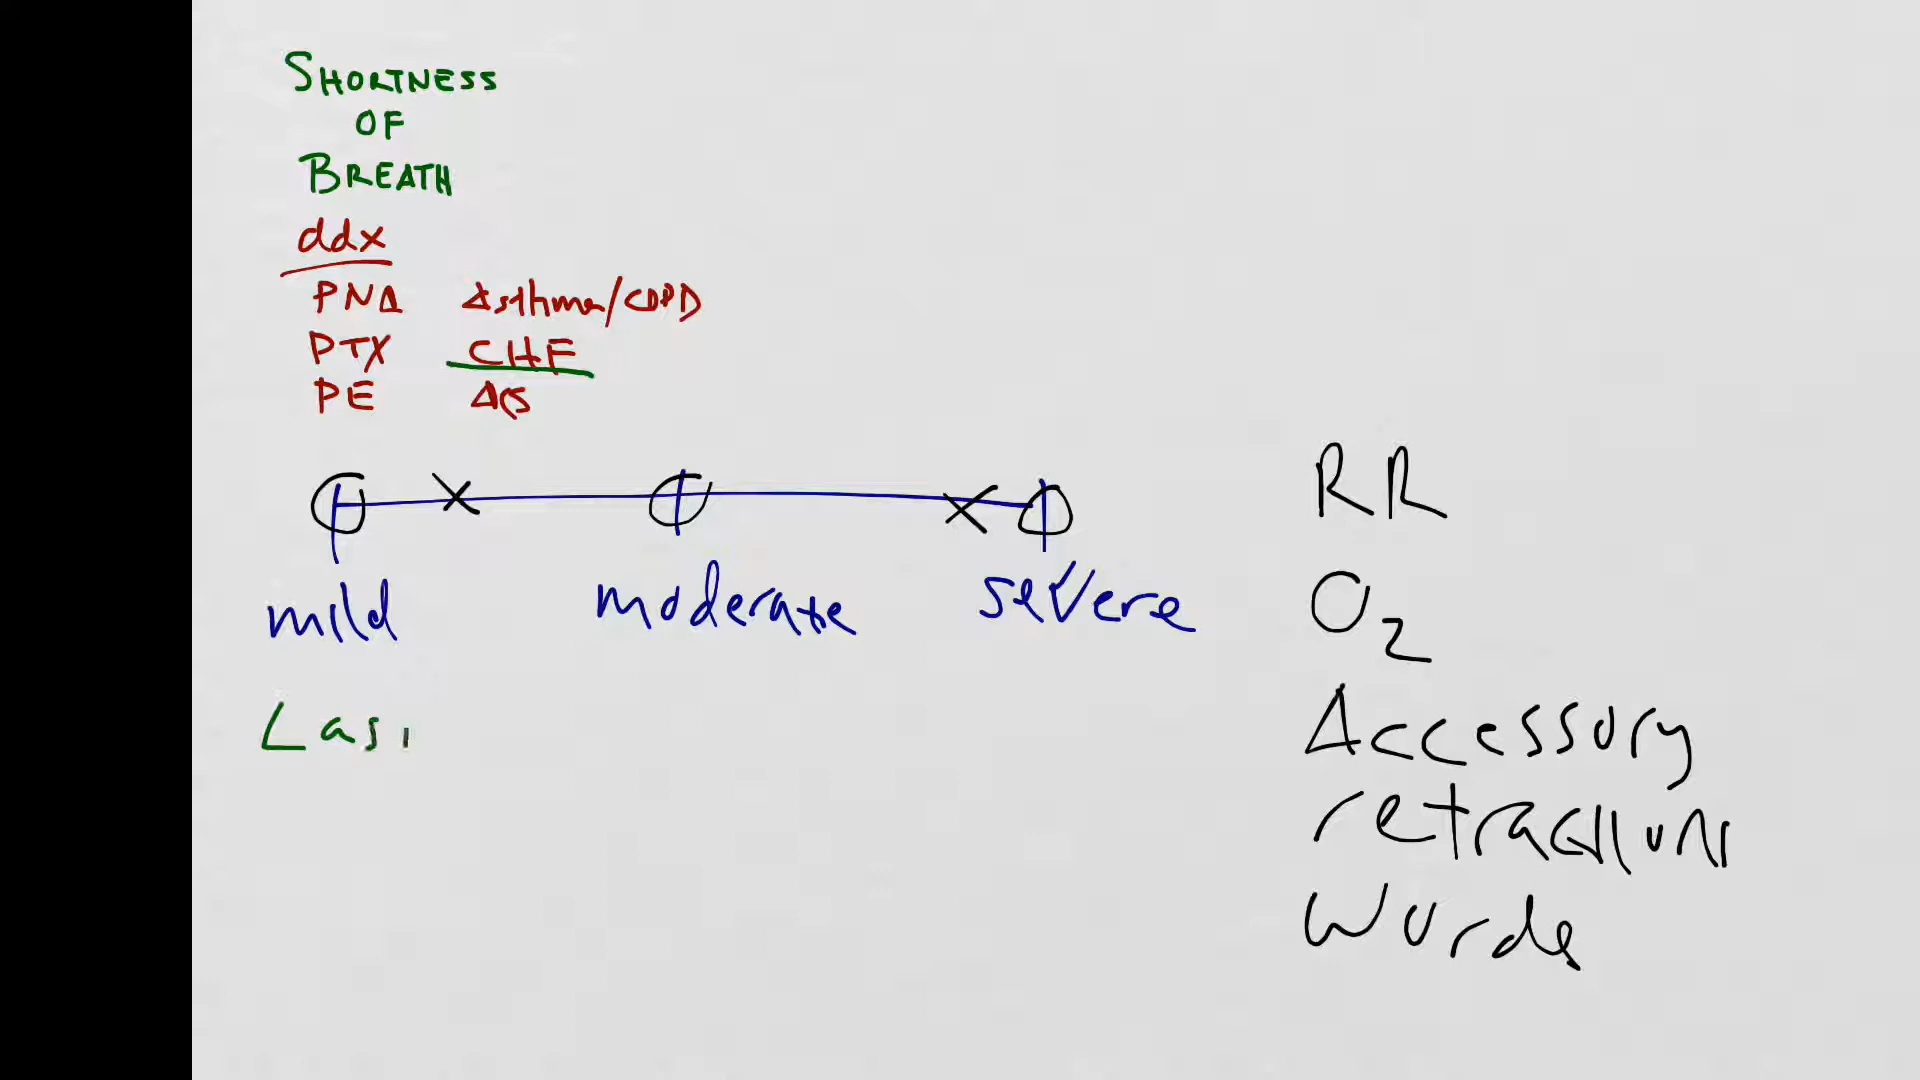 SHORTNESS
OF
BREATH
ddx
PNA Asthma/COPD
PTX CHF
PE ACS
mild moderate severe
RR
O2
Accessory
retractions
Words
Lasi